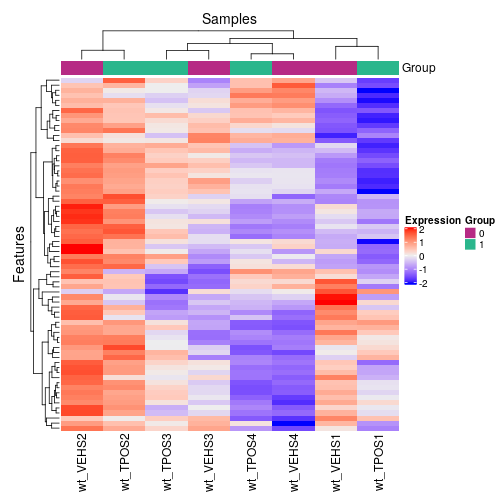 Samples
Group
Features
Expression Group
2
1
0
-1
-2
0
1
wt_VEHS2
wt_TPOS2
wt_TPOS3
wt_VEHS3
wt_TPOS4
wt_VEHS4
wt_VEHS1
wt_TPOS1